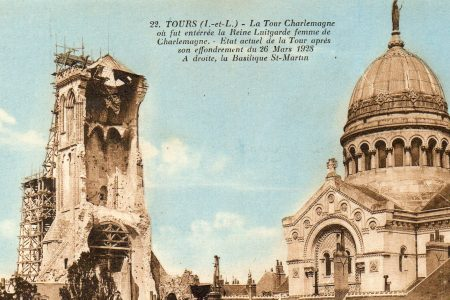 22. TOURS (I.-et-L.) - La Tour Charlemagne
où fut entérrée la Reine Luitgarde femme de
Charlemagne. - Etat actuel de la Tour après
son effondrement du 26 Mars 1928
A droite, la Basilique St-Martin